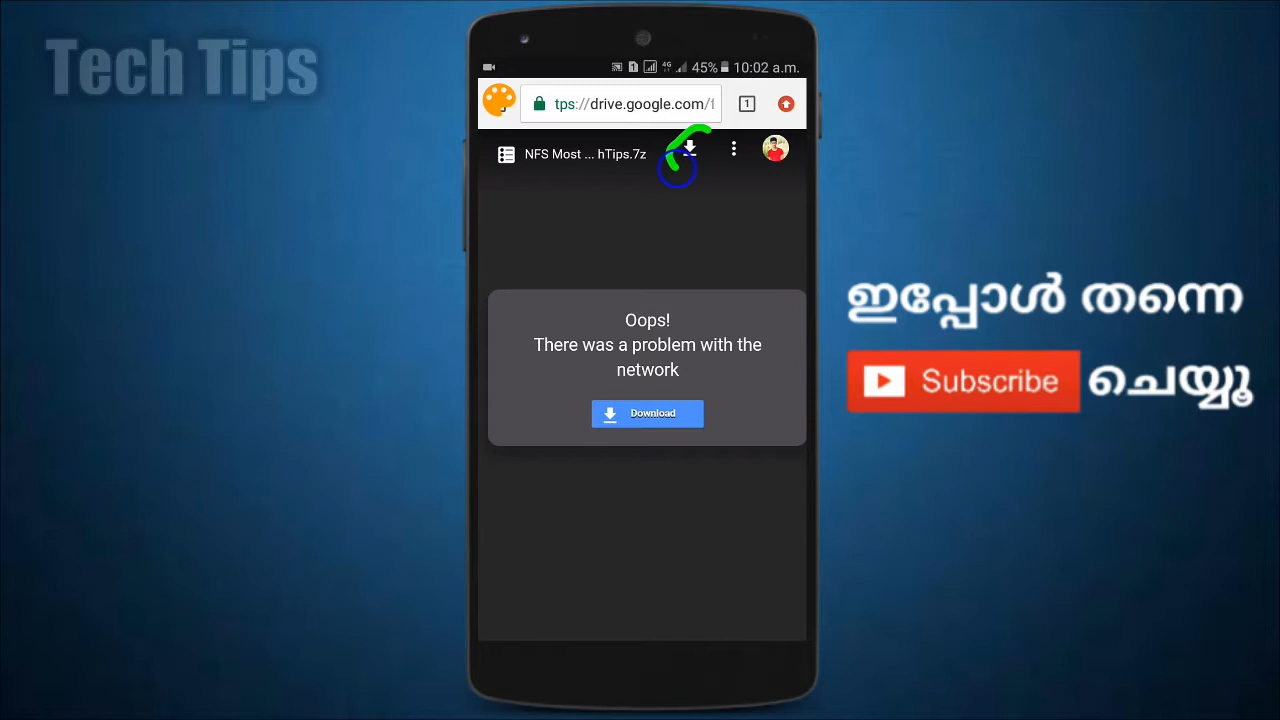 Tech Tips
4G 45% 10:02 a.m.
tps://drive.google.com/f
1
NFS Most ... hTips.7z
Oops!
There was a problem with the
network
Download
ഇപ്പോൾ തന്നെ
Subscribe ചെയ്യൂ